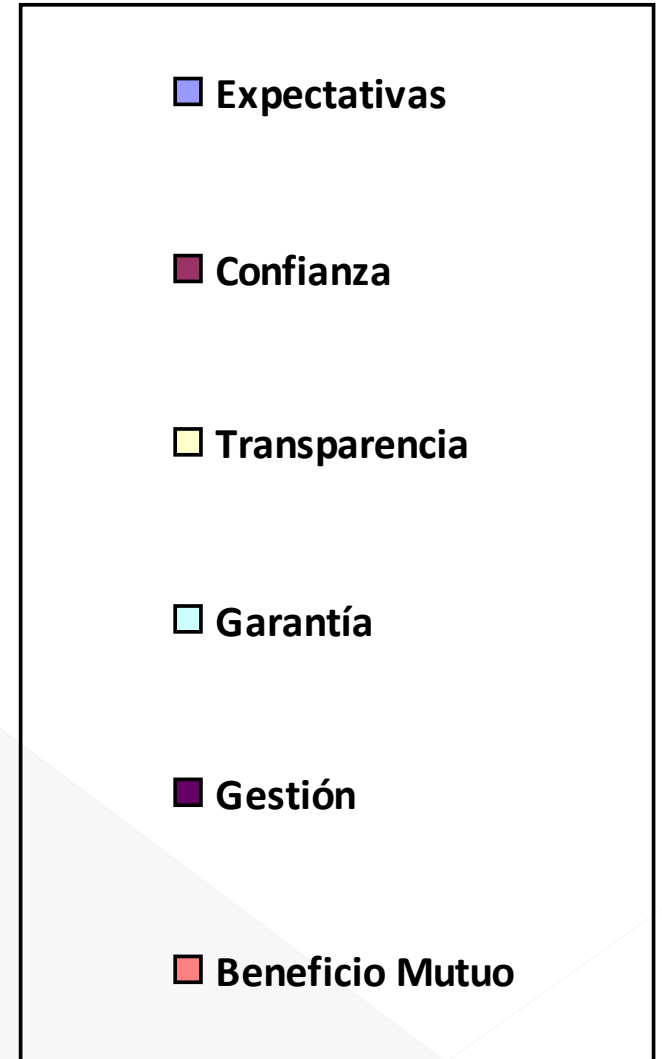 Expectativas
Confianza
Transparencia
Garantía
Gestión
Beneficio Mutuo